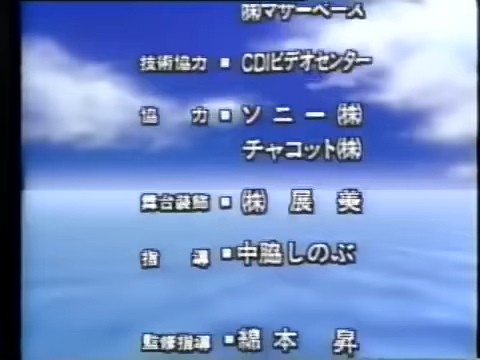 ㈱マザーベース
技術協力 ■ CDIビデオセンター
協 力 ■ ソニー㈱
チャコット㈱
舞台装飾 ■ ㈱ 展 美
指 導 ■ 中脇しのぶ
監修指導 ■ 綿本 昇